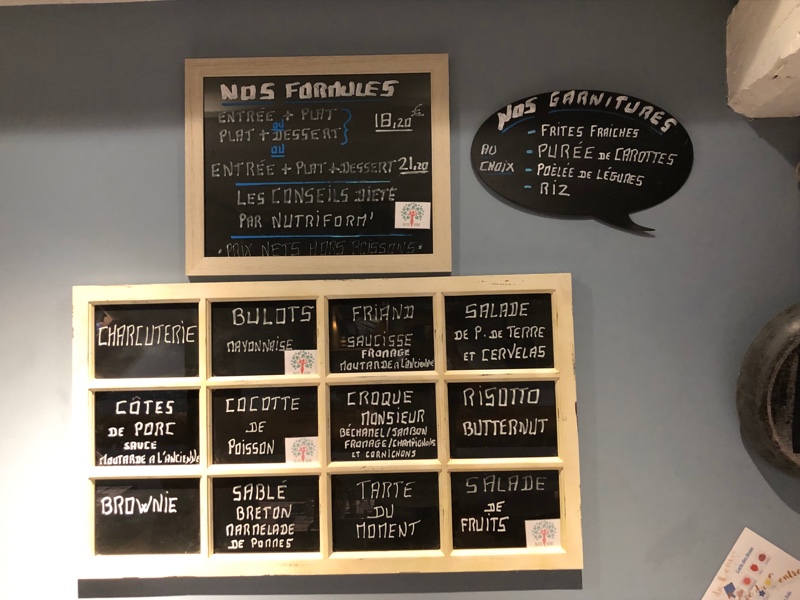 NOS FORMULES
ENTRÉE + PLAT
ou
PLAT + DESSERT
18,20 €
ou
ENTRÉE + PLAT + DESSERT 21,20
LES CONSEILS DIETE
PAR NUTRIFORM'
• PRIX NETS HORS BOISSONS •
NOS GARNITURES
AU
CHOIX
- FRITES FRAICHES
- PURÉE DE CAROTTES
- POÊLÉE DE LÉGUMES
- RIZ
CHARCUTERIE
BULOTS
MAYONNAISE
FRIAND
SAUCISSE
FROMAGE
MOUTARDE A L'ANCIENNE
SALADE
DE P. DE TERRE
ET CERVELAS
CÔTES
DE PORC
SAUCE
MOUTARDE A L'ANCIENNE
COCOTTE
DE
POISSON
CROQUE
MONSIEUR
BÉCHAMEL/JAMBON
FROMAGE/CHAMPIGNONS
ET CORNICHONS
RISOTTO
BUTTERNUT
BROWNIE
SABLÉ
BRETON
MARMELADE
DE POMMES
TARTE
DU
MOMENT
SALADE
DE
FRUITS